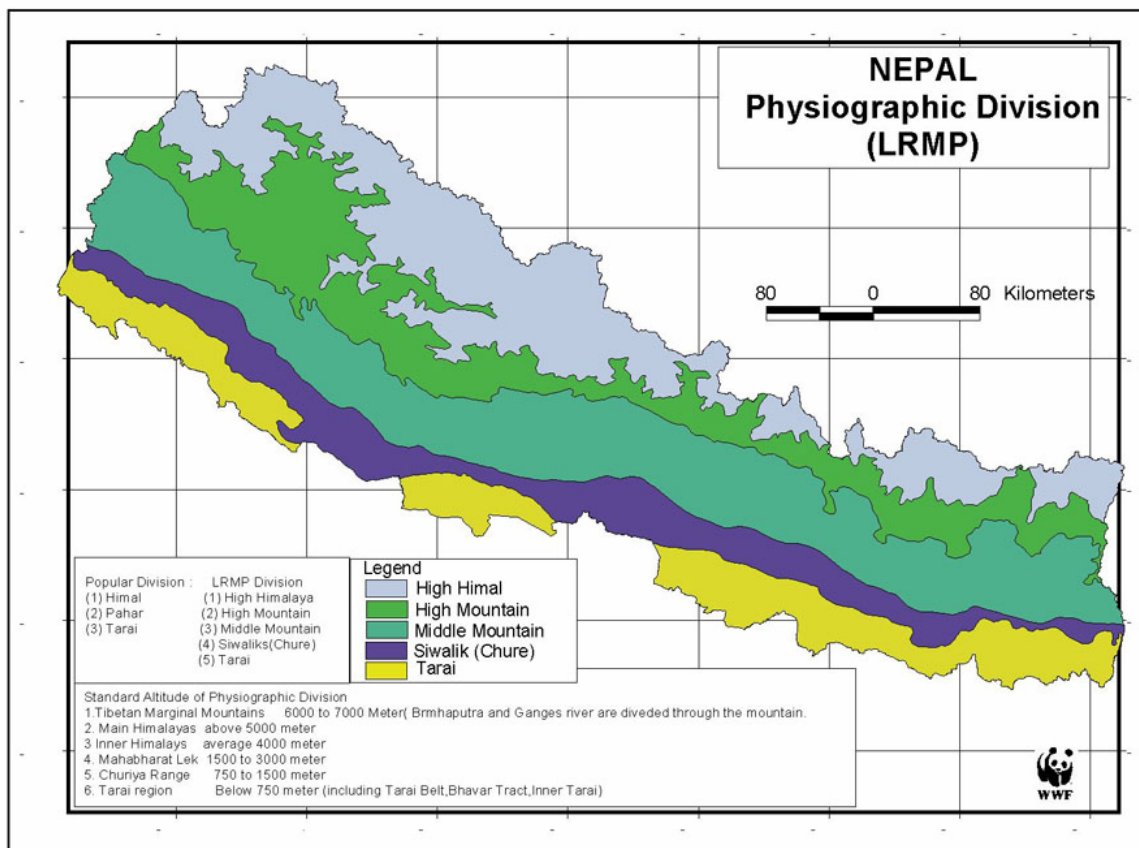 NEPAL
Physiographic Division
(LRMP)
80 0 80 Kilometers
Popular Division : LRMP Division
(1) Himal (1) High Himalaya
(2) Pahar (2) High Mountain
(3) Tarai (3) Middle Mountain
(4) Siwaliks(Chure)
(5) Tarai
Legend
High Himal
High Mountain
Middle Mountain
Siwalik (Chure)
Tarai
Standard Altitude of Physiographic Division
1.Tibetan Marginal Mountains 6000 to 7000 Meter( Brmhaputra and Ganges river are diveded through the mountain.
2. Main Himalayas above 5000 meter
3 Inner Himalays average 4000 meter
4. Mahabharat Lek 1500 to 3000 meter
5. Churiya Range 750 to 1500 meter
6. Tarai region Below 750 meter (including Tarai Belt,Bhavar Tract,Inner Tarai)
WWF